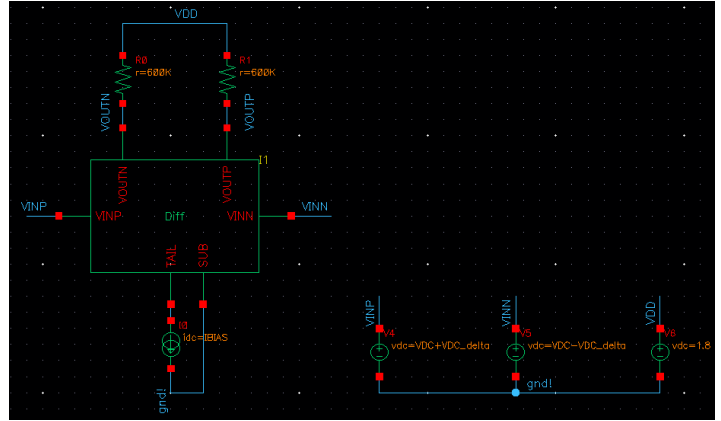 VDD
R0
r=600K
R1
r=600K
VOUTN
VOUTP
I1
VOUTN
VOUTP
VINP
VINP
Diff
VINN
VINN
TAIL
SUB
idc=IBIAS
gnd!
VINP
VINN
VDD
V4
vdc=VDC+VDC_delta
V5
vdc=VDC-VDC_delta
V6
vdc=1.8
gnd!